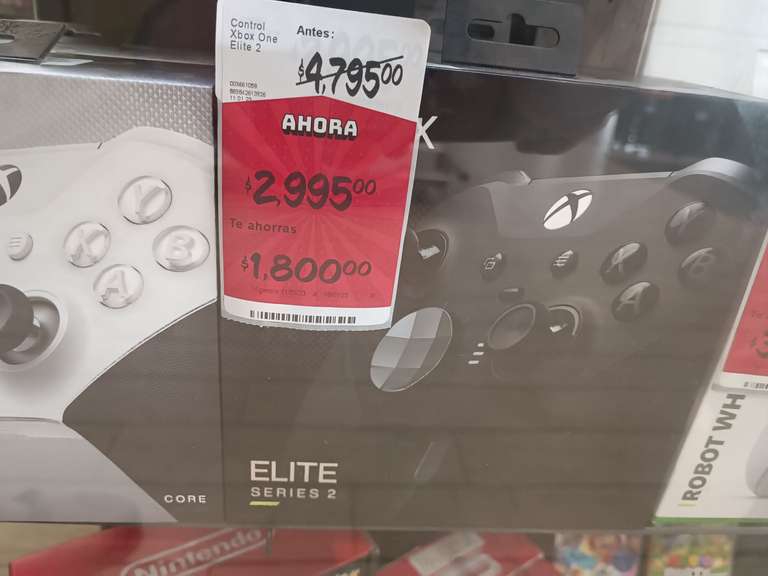 Control
Xbox One
Elite 2
Antes:
$4,795.00
AHORA
$2,995.00
Te ahorras
$1,800.00
X
Y
X
B
A
Y
X
B
A
ELITE
SERIES 2
CORE
ROBOT WH
Nintendo